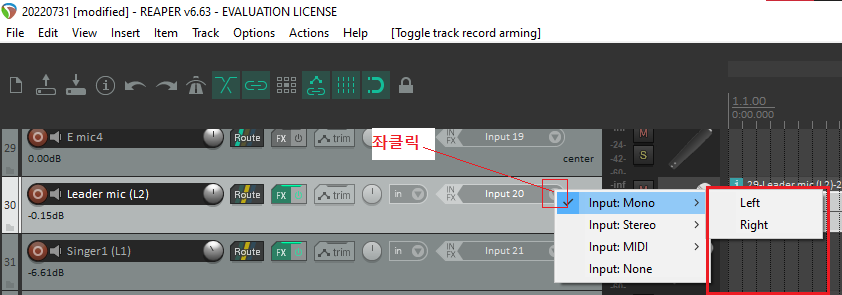 20220731 [modified] - REAPER v6.63 - EVALUATION LICENSE
File Edit View Insert Item Track Options Actions Help [Toggle track record arming]
1.1.00
0:00.000
29 E mic4 Route FX trim IN FX Input 19 M
0.00dB center S
-24-
-42-
-60-
좌클릭
30 Leader mic (L2) Route FX trim in IN FX Input 20 -inf 29-Leader mic (L2)-2
-0.15dB
Input: Mono
Input: Stereo
Input: MIDI
Input: None
Left
Right
31 Singer1 (L1) Route FX trim in IN FX Input 21
-6.61dB